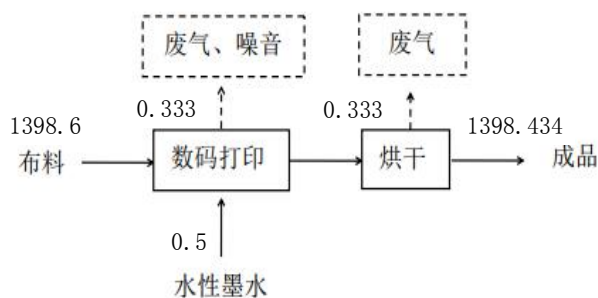 废气、噪音
废气
0.333
0.333
1398.6
1398.434
布料
数码打印
烘干
成品
0.5
水性墨水